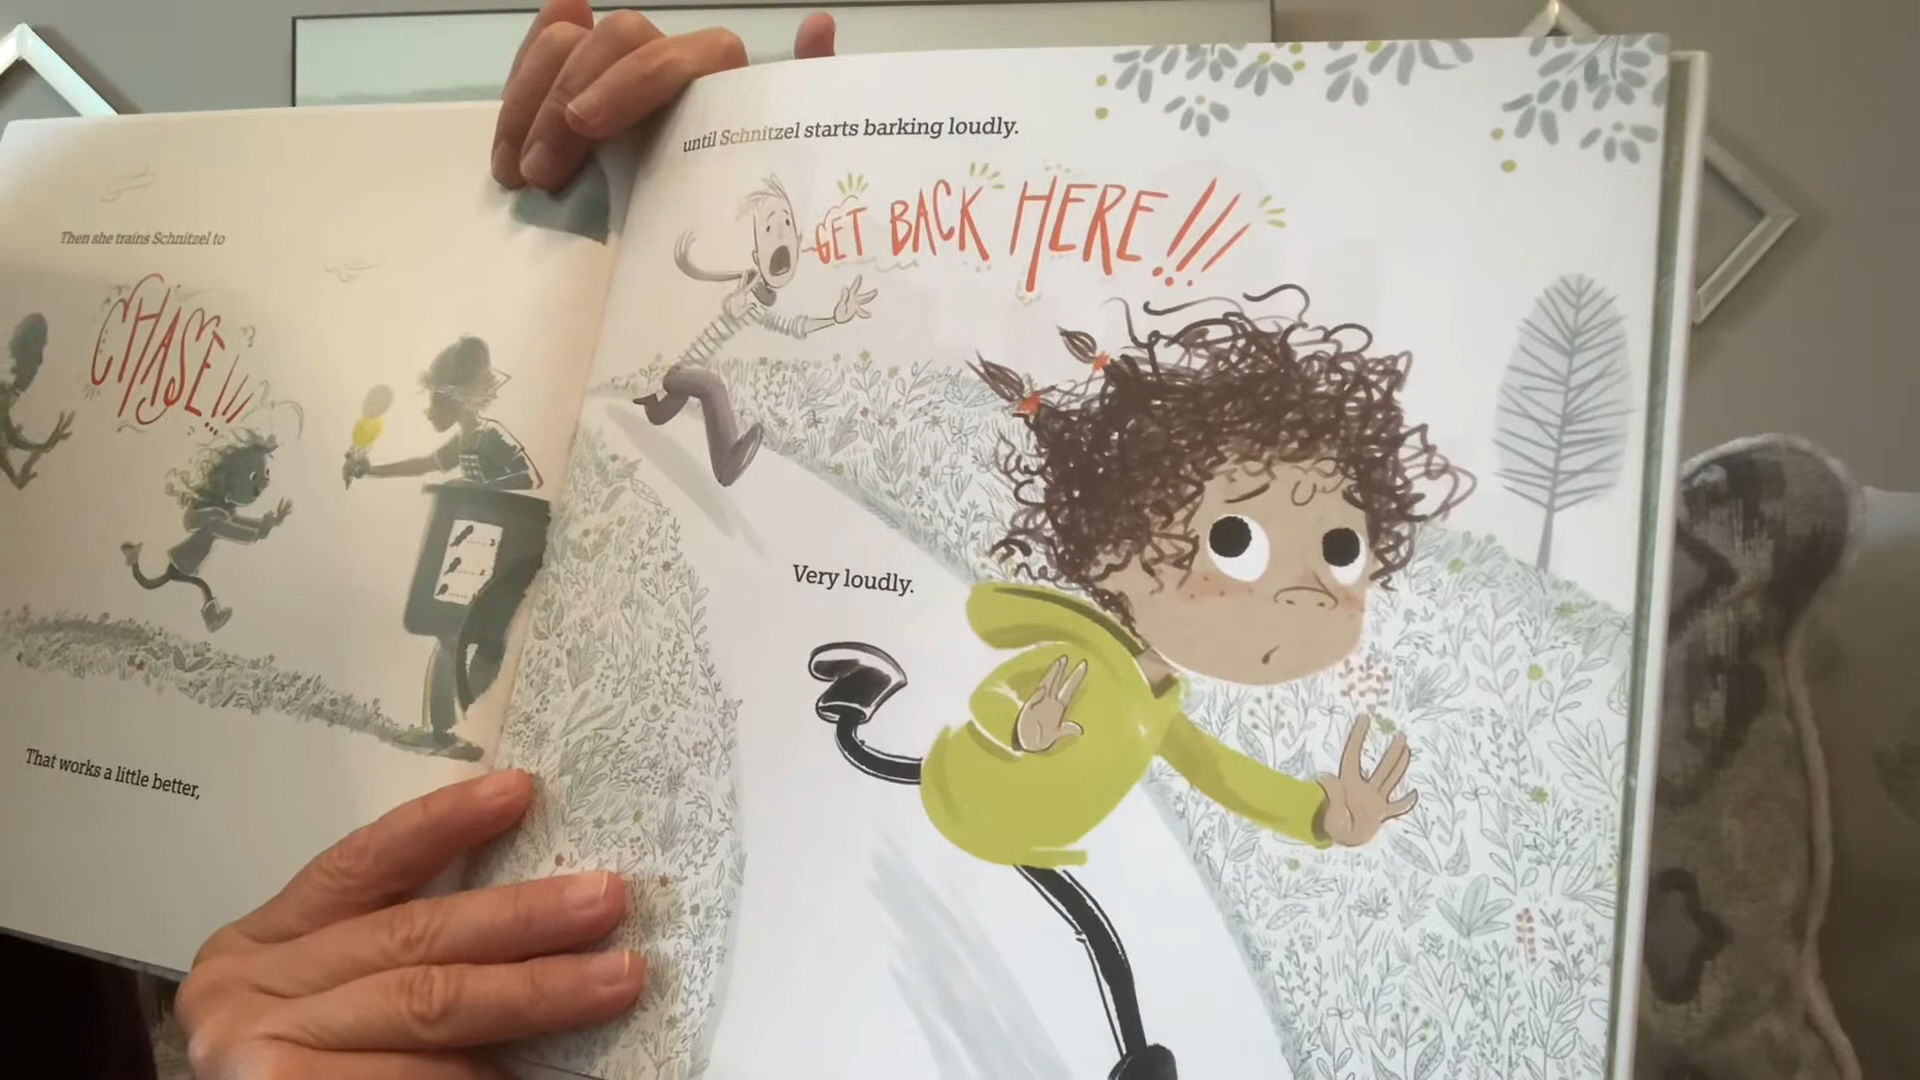 Then she trains Schnitzel to
CHASE!!!
That works a little better,
until Schnitzel starts barking loudly.
GET BACK HERE!!!
Very loudly.